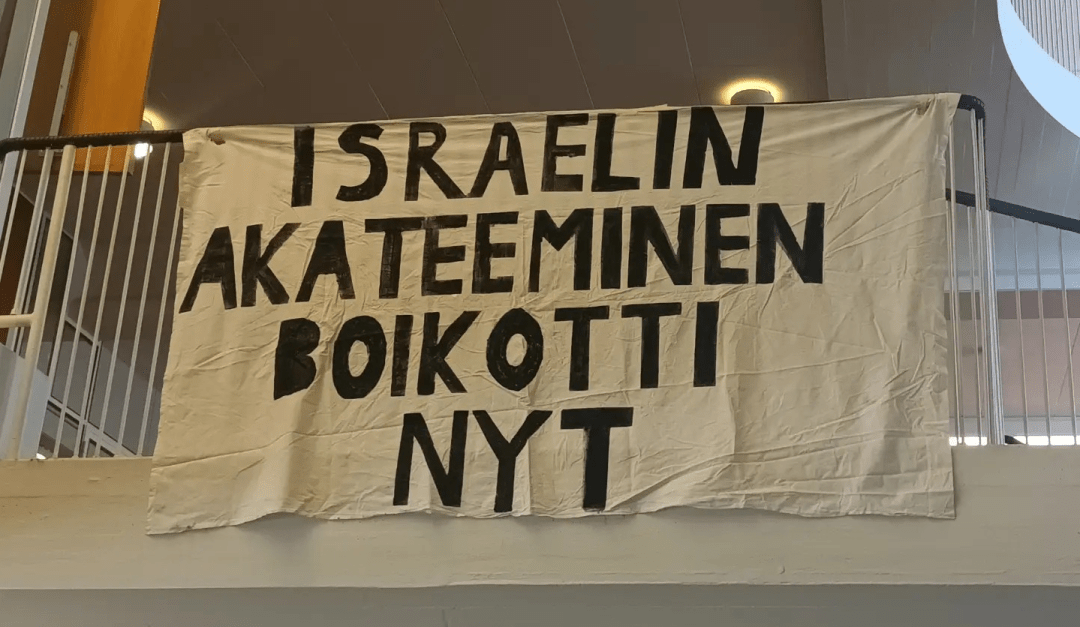 ISRAELIN
AKATEEMINEN
BOIKOTTI
NYT